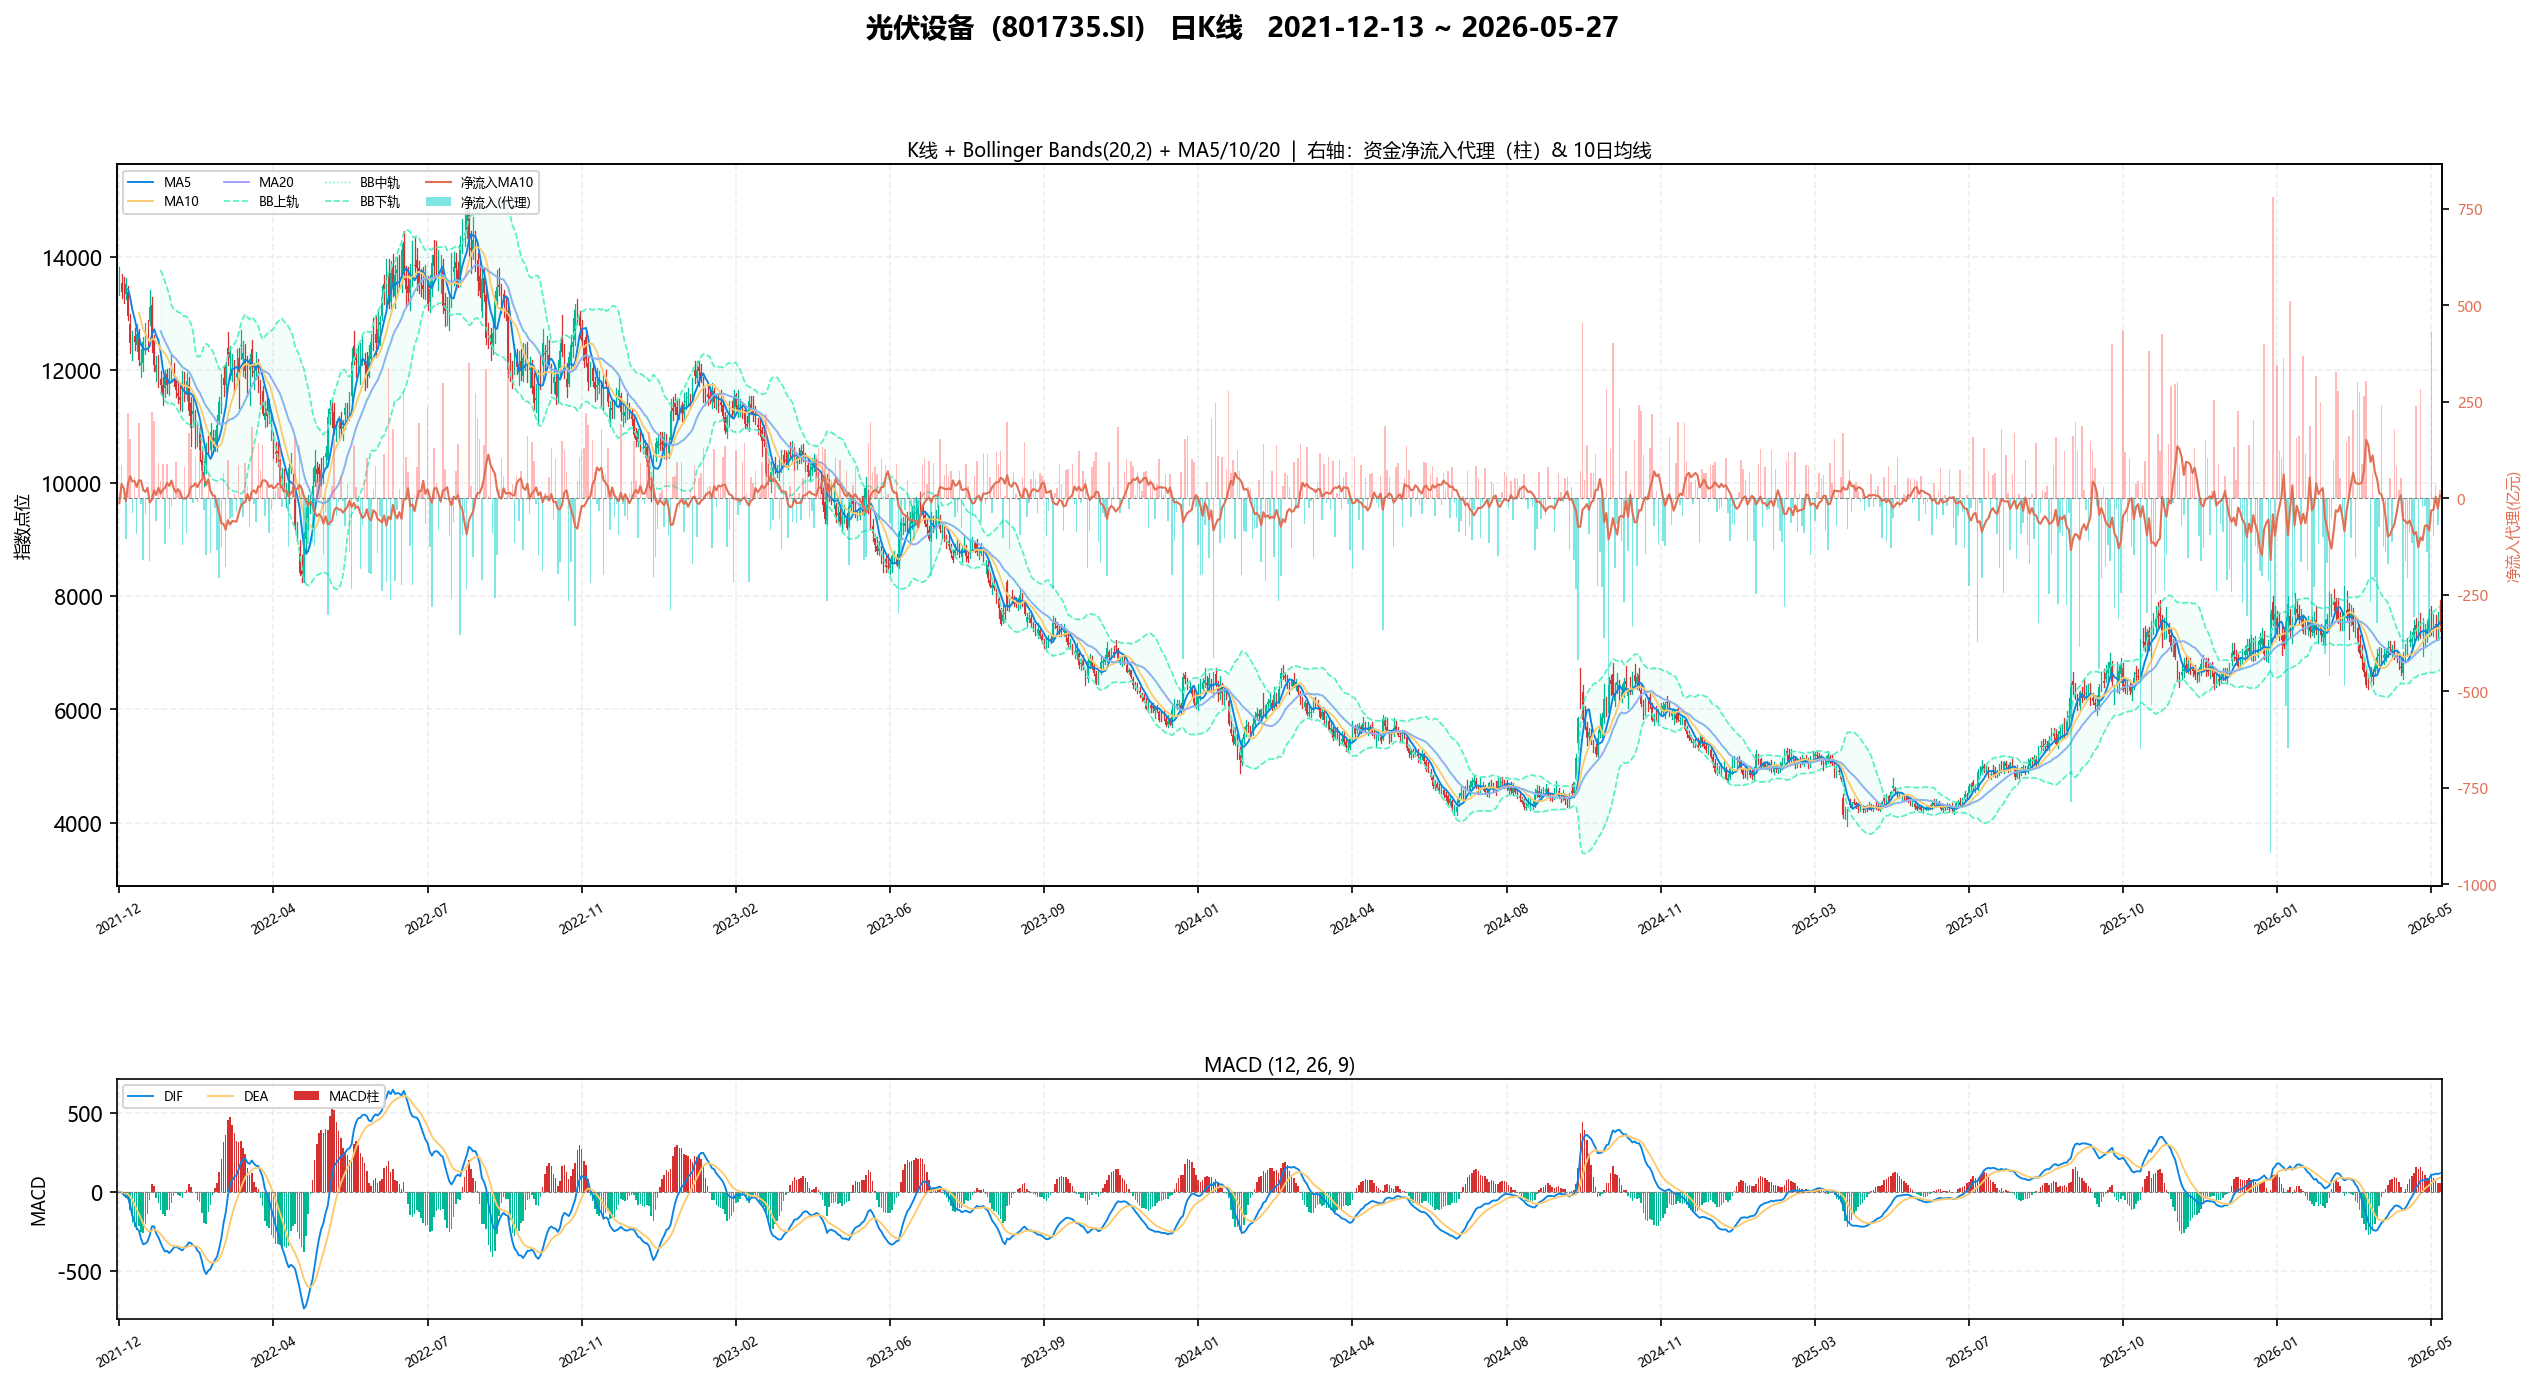 光伏设备 (801735.SI) 日K线 2021-12-13 ~ 2026-05-27
K线 + Bollinger Bands(20,2) + MA5/10/20 | 右轴：资金净流入代理（柱）& 10日均线
MA5 MA20 BB中轨 净流入MA10
MA10 BB上轨 BB下轨 净流入(代理)
指数点位
14000
12000
10000
8000
6000
4000
750
500
250
0
-250
-500
-750
-1000
净流入代理(亿元)
2021-12 2022-04 2022-07 2022-11 2023-02 2023-06 2023-09 2024-01 2024-04 2024-08 2024-11 2025-03 2025-07 2025-10 2026-01 2026-05
MACD (12, 26, 9)
DIF DEA MACD柱
MACD
500
0
-500
2021-12 2022-04 2022-07 2022-11 2023-02 2023-06 2023-09 2024-01 2024-04 2024-08 2024-11 2025-03 2025-07 2025-10 2026-01 2026-05